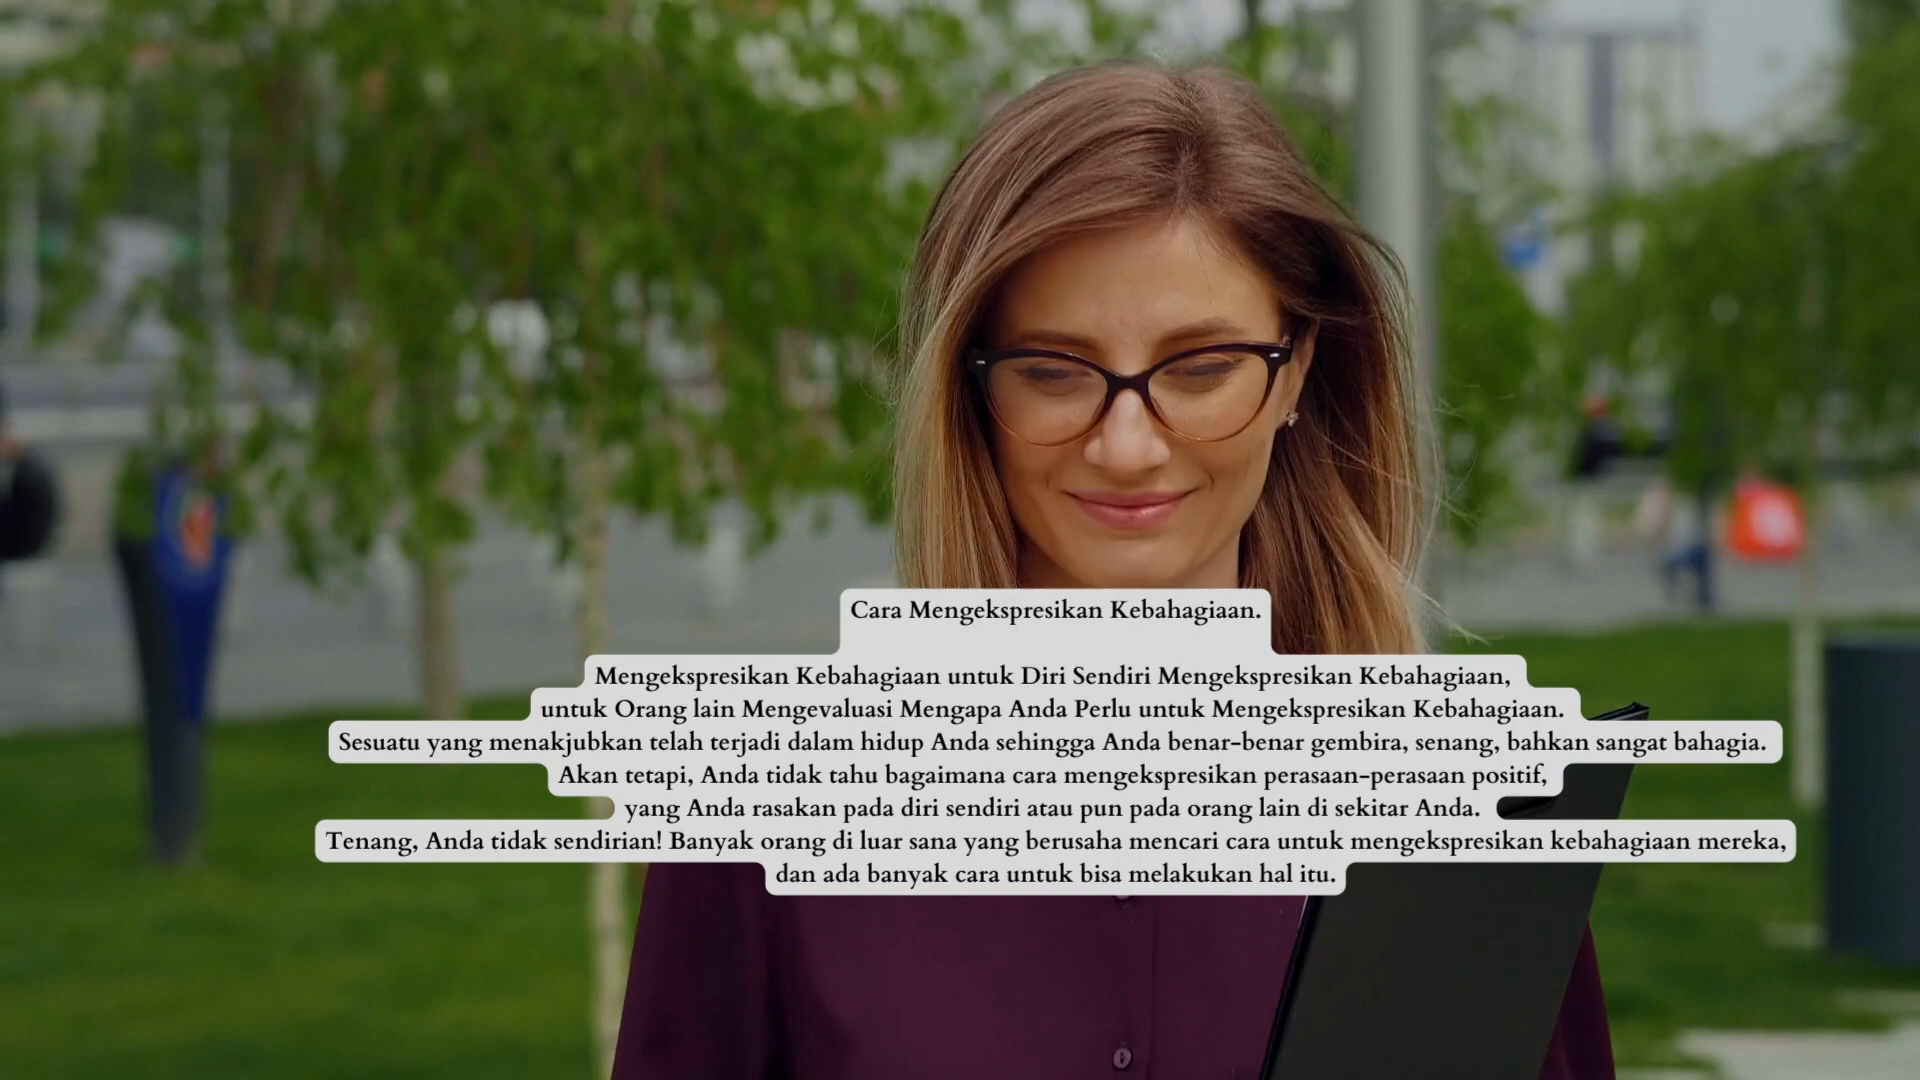 Cara Mengekspresikan Kebahagiaan.
Mengekspresikan Kebahagiaan untuk Diri Sendiri Mengekspresikan Kebahagiaan,
untuk Orang lain Mengevaluasi Mengapa Anda Perlu untuk Mengekspresikan Kebahagiaan.
Sesuatu yang menakjubkan telah terjadi dalam hidup Anda sehingga Anda benar-benar gembira, senang, bahkan sangat bahagia.
Akan tetapi, Anda tidak tahu bagaimana cara mengekspresikan perasaan-perasaan positif,
yang Anda rasakan pada diri sendiri atau pun pada orang lain di sekitar Anda.
Tenang, Anda tidak sendirian! Banyak orang di luar sana yang berusaha mencari cara untuk mengekspresikan kebahagiaan mereka,
dan ada banyak cara untuk bisa melakukan hal itu.